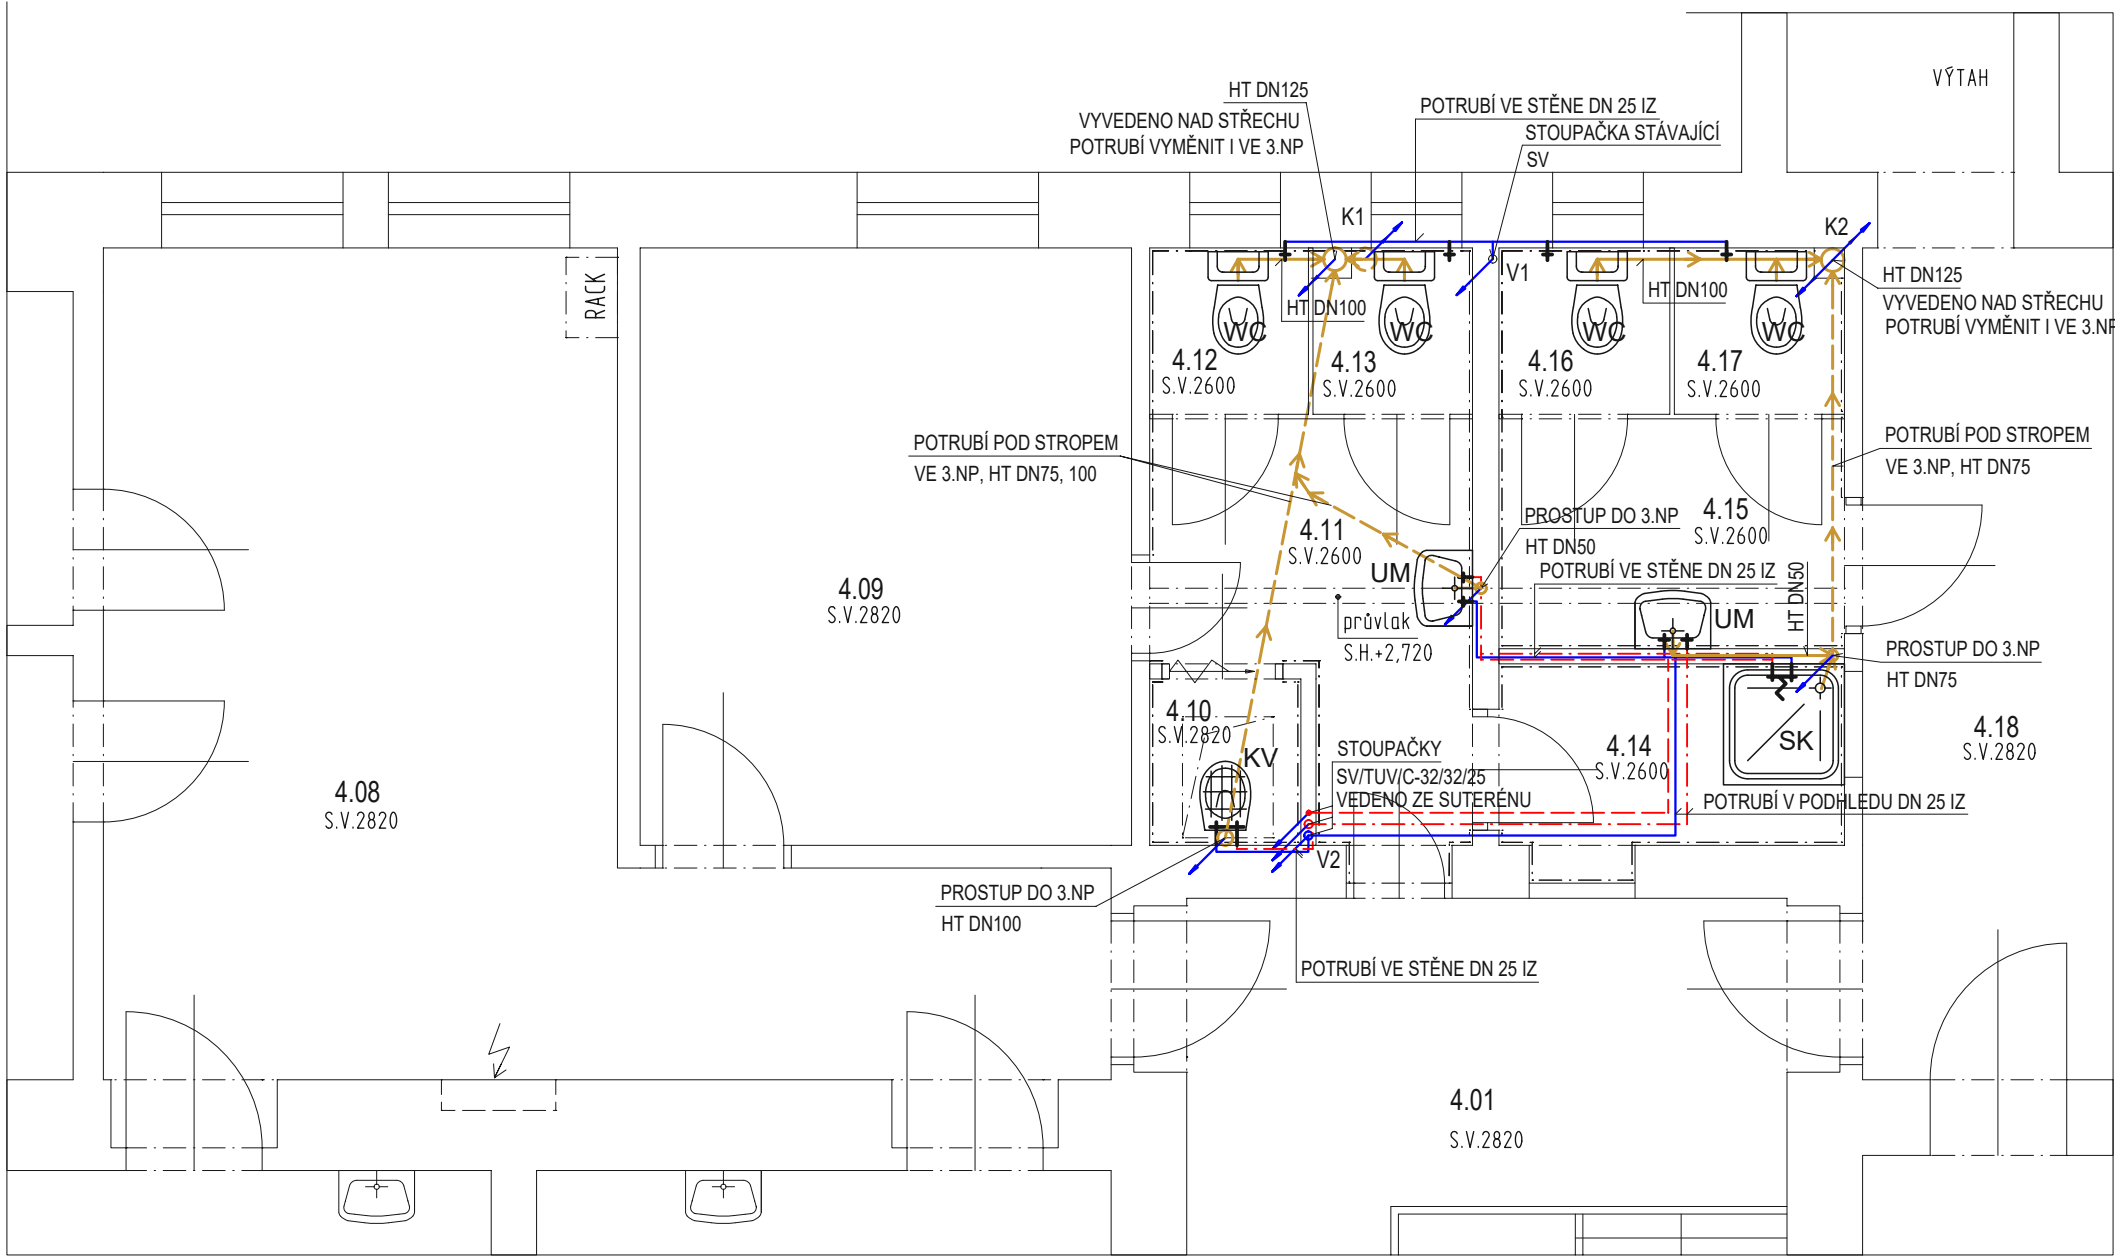 VÝTAH
HT DN125
VYVEDENO NAD STŘECHU
POTRUBÍ VYMĚNIT I VE 3.NP
POTRUBÍ VE STĚNE DN 25 IZ
STOUPAČKA STÁVAJÍCÍ
SV
K1
K2
V1
HT DN125
VYVEDENO NAD STŘECHU
POTRUBÍ VYMĚNIT I VE 3.NP
RACK
HT DN100
HT DN100
WC
WC
WC
WC
4.12
S.V.2600
4.13
S.V.2600
4.16
S.V.2600
4.17
S.V.2600
POTRUBÍ POD STROPEM
VE 3.NP, HT DN75, 100
POTRUBÍ POD STROPEM
VE 3.NP, HT DN75
4.11
S.V.2600
4.15
S.V.2600
PROSTUP DO 3.NP
HT DN50
POTRUBÍ VE STĚNE DN 25 IZ
HT DN50
UM
UM
4.09
S.V.2820
průvlak
S.H.+2,720
PROSTUP DO 3.NP
HT DN75
4.10
S.V.2820
KV
STOUPAČKY
SV/TUV/C-32/32/25
VEDENO ZE SUTERÉNU
4.14
S.V.2600
SK
4.18
S.V.2820
4.08
S.V.2820
POTRUBÍ V PODHLEDU DN 25 IZ
V2
PROSTUP DO 3.NP
HT DN100
POTRUBÍ VE STĚNE DN 25 IZ
4.01
S.V.2820